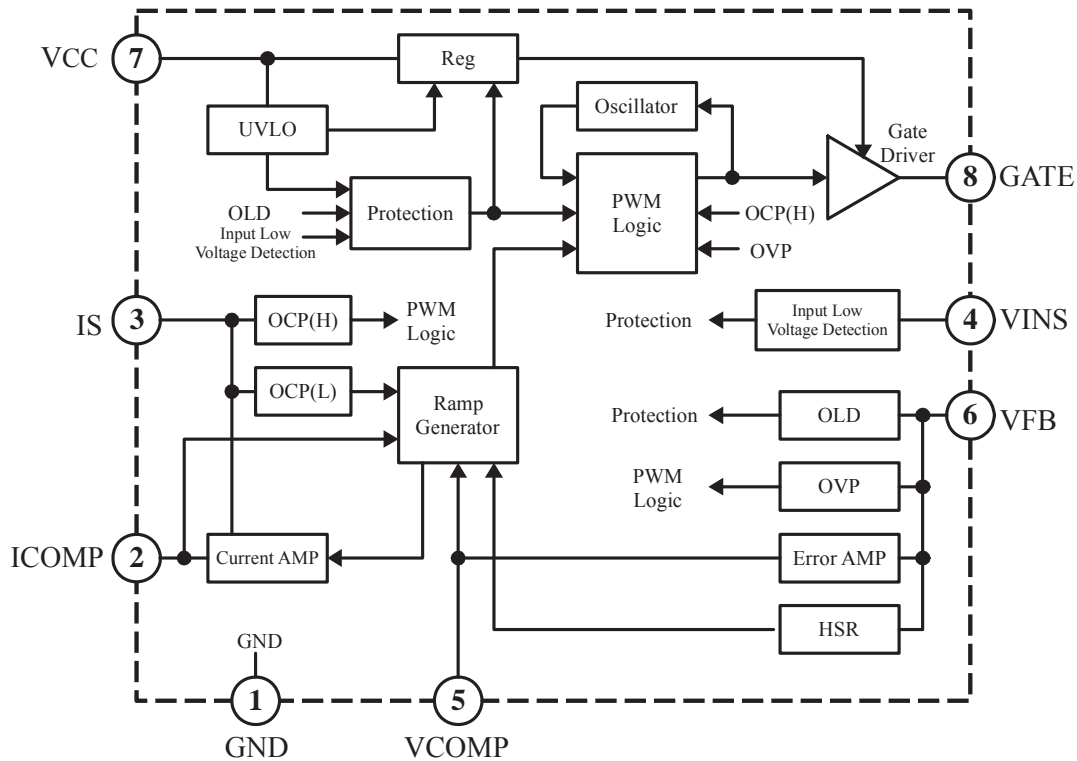 VCC
7
Reg
UVLO
Oscillator
Gate
Driver
8
GATE
OLD
Input Low
Voltage Detection
Protection
PWM
Logic
OCP(H)
OVP
IS
3
OCP(H)
PWM
Logic
Protection
Input Low
Voltage Detection
4
VINS
OCP(L)
Ramp
Generator
Protection
OLD
6
VFB
PWM
Logic
OVP
ICOMP
2
Current AMP
Error AMP
HSR
GND
1
GND
5
VCOMP